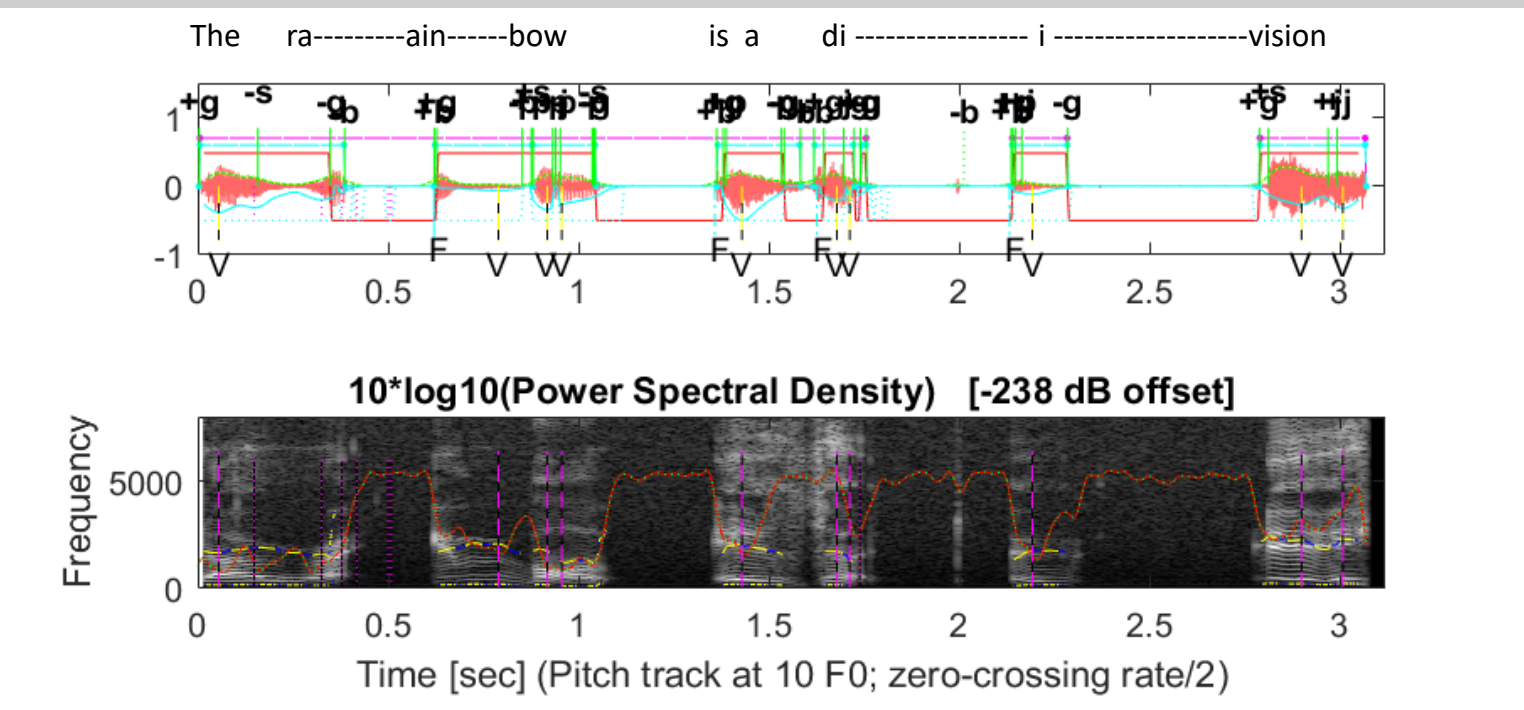 The ra---------ain------bow is a di ----------------- i -------------------vision
+g -s -g -b
-b
+s -g
1
0
-1
F F F F
V V V V V V V V V
0 0.5 1 1.5 2 2.5 3
10*log10(Power Spectral Density) [-238 dB offset]
Frequency
5000
0
0 0.5 1 1.5 2 2.5 3
Time [sec] (Pitch track at 10 F0; zero-crossing rate/2)